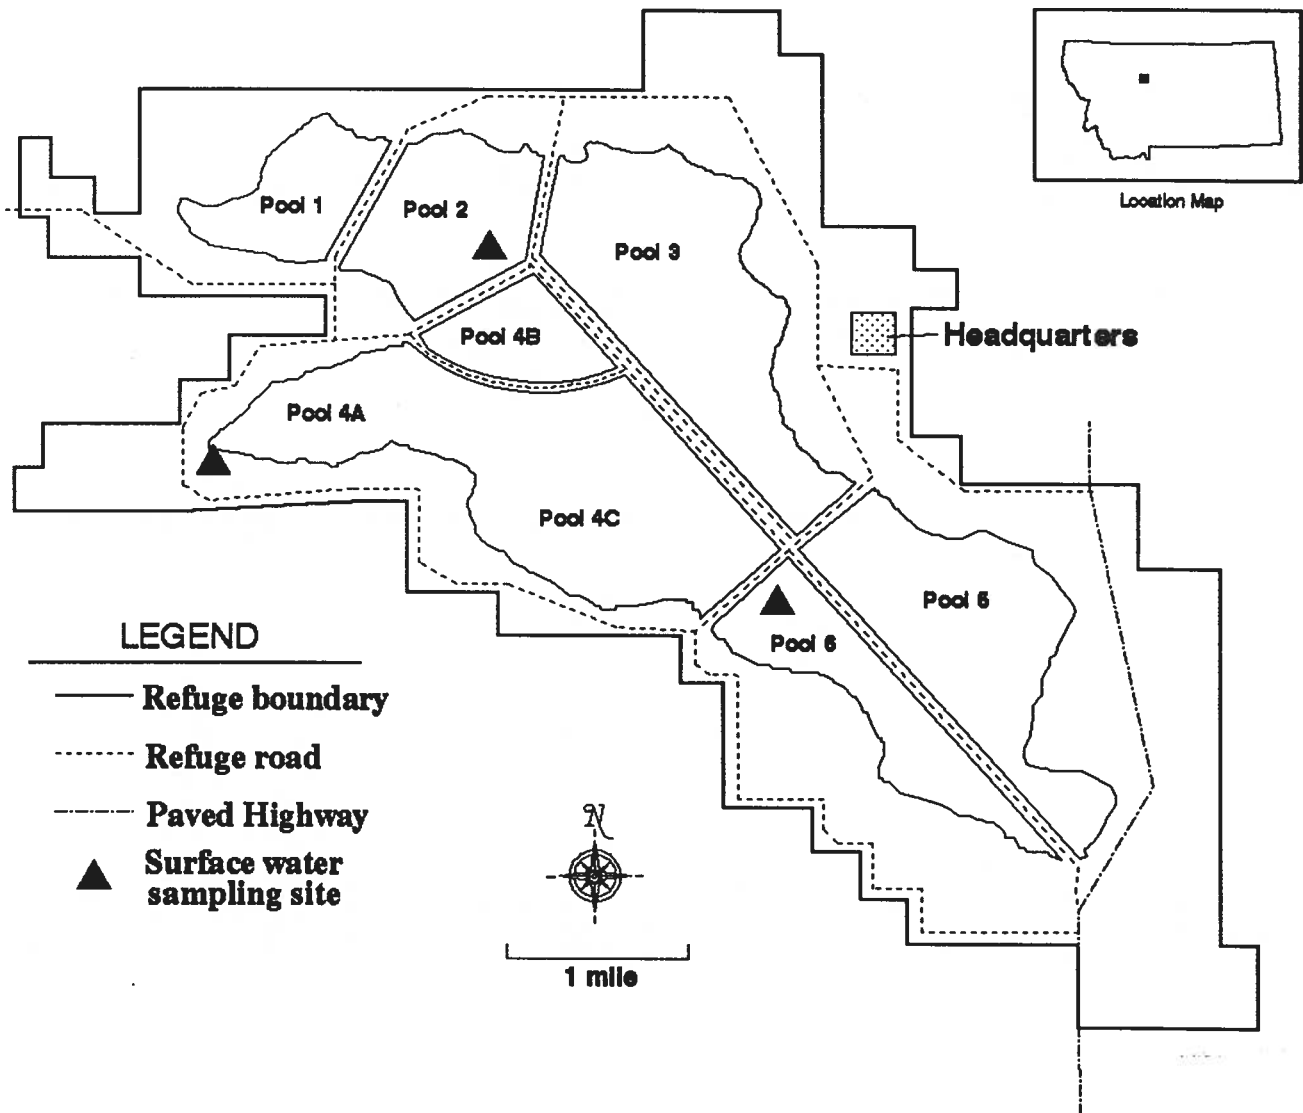 Location Map
Pool 1
Pool 2
Pool 3
Pool 4B
Headquarters
Pool 4A
Pool 4C
Pool 5
Pool 6
LEGEND
Refuge boundary
Refuge road
Paved Highway
Surface water
sampling site
N
1 mile